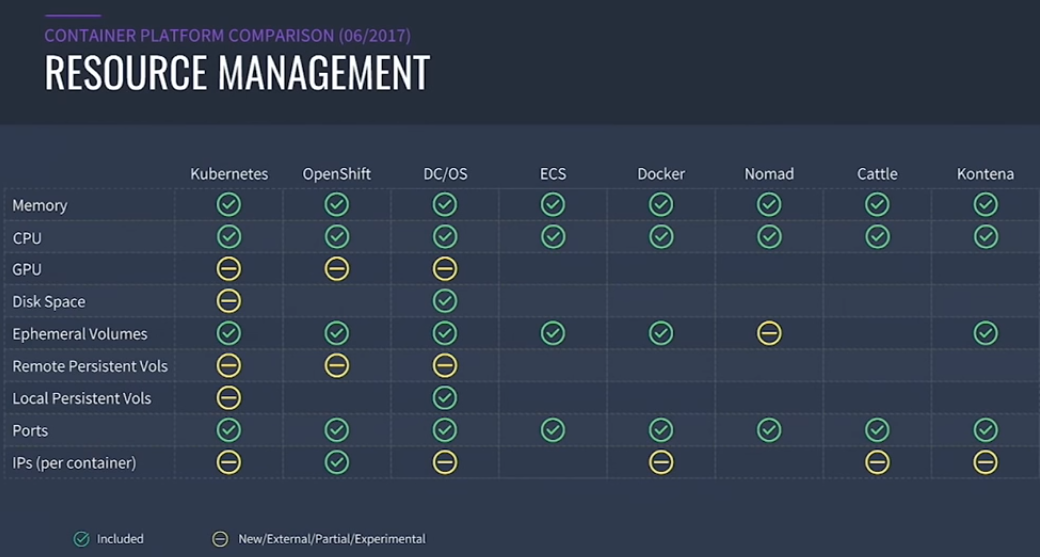 CONTAINER PLATFORM COMPARISON (06/2017)
RESOURCE MANAGEMENT
Kubernetes OpenShift DC/OS ECS Docker Nomad Cattle Kontena
Memory
CPU
GPU
Disk Space
Ephemeral Volumes
Remote Persistent Vols
Local Persistent Vols
Ports
IPs (per container)
Included New/External/Partial/Experimental